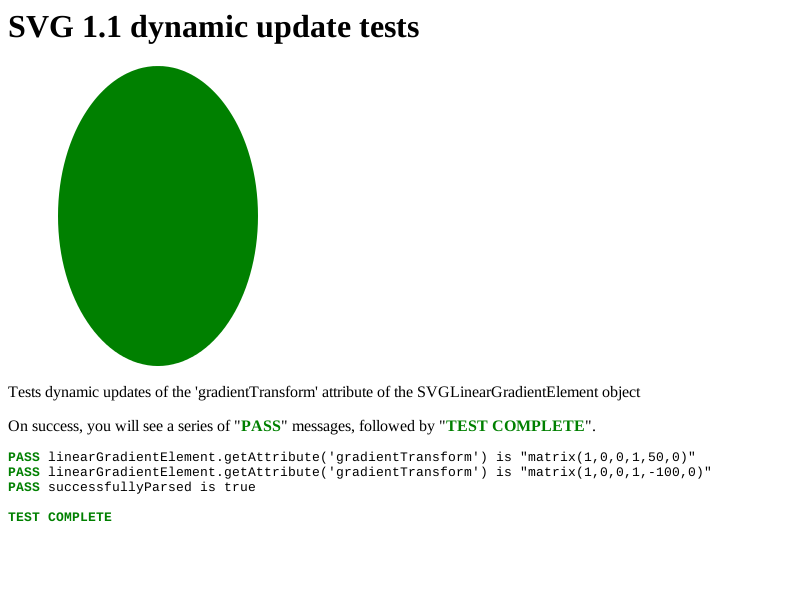 SVG 1.1 dynamic update tests
Tests dynamic updates of the 'gradientTransform' attribute of the SVGLinearGradientElement object
On success, you will see a series of "PASS" messages, followed by "TEST COMPLETE".
PASS linearGradientElement.getAttribute('gradientTransform') is "matrix(1,0,0,1,50,0)"
PASS linearGradientElement.getAttribute('gradientTransform') is "matrix(1,0,0,1,-100,0)"
PASS successfullyParsed is true
TEST COMPLETE